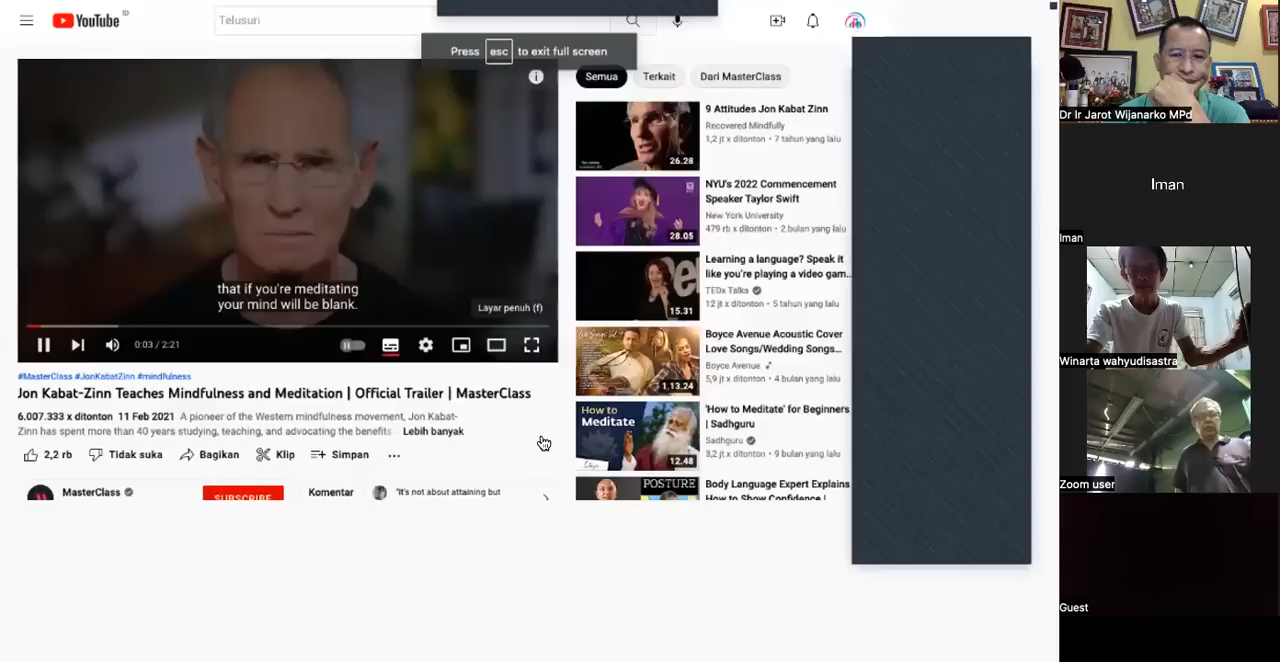 YouTube ID
Telusuri
Press esc to exit full screen
that if you're meditating
your mind will be blank.
Layar penuh (f)
0:03 / 2:21
#MasterClass #JonKabatZinn #mindfulness
Jon Kabat-Zinn Teaches Mindfulness and Meditation | Official Trailer | MasterClass
6.007.333 x ditonton 11 Feb 2021 A pioneer of the Western mindfulness movement, Jon Kabat-
Zinn has spent more than 40 years studying, teaching, and advocating the benefits Lebih banyak
2,2 rb Tidak suka Bagikan Klip Simpan
MasterClass
SUBSCRIBE
Komentar
"It's not about attaining but
Semua Terkait Dari MasterClass
26.28
9 Attitudes Jon Kabat Zinn
Recovered Mindfully
1,2 jt x ditonton • 7 tahun yang lalu
28.05
NYU's 2022 Commencement
Speaker Taylor Swift
New York University
479 rb x ditonton • 2 bulan yang lalu
15.31
Learning a language? Speak it
like you're playing a video gam...
TEDx Talks
12 jt x ditonton • 5 tahun yang lalu
1.13.24
Boyce Avenue Acoustic Cover
Love Songs/Wedding Songs...
Boyce Avenue
5,9 jt x ditonton • 4 bulan yang lalu
How to
Meditate
12.48
'How to Meditate' for Beginners
| Sadhguru
Sadhguru
3,2 jt x ditonton • 9 bulan yang lalu
POSTURE
Body Language Expert Explains
How to Show Confidence |
Dr Ir Jarot Wijanarko MPd
Iman
Iman
Winarta wahyudisastra
Zoom user
Guest